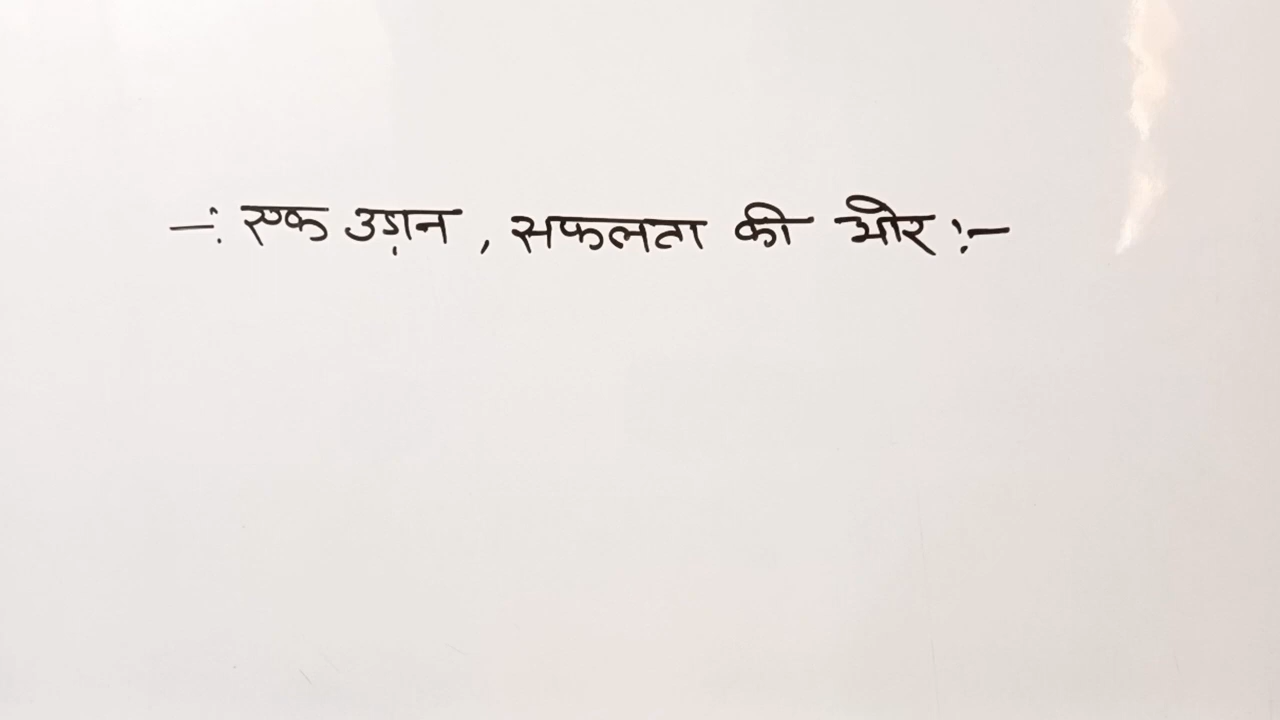 -: एक उड़ान, सफलता की ओर :-